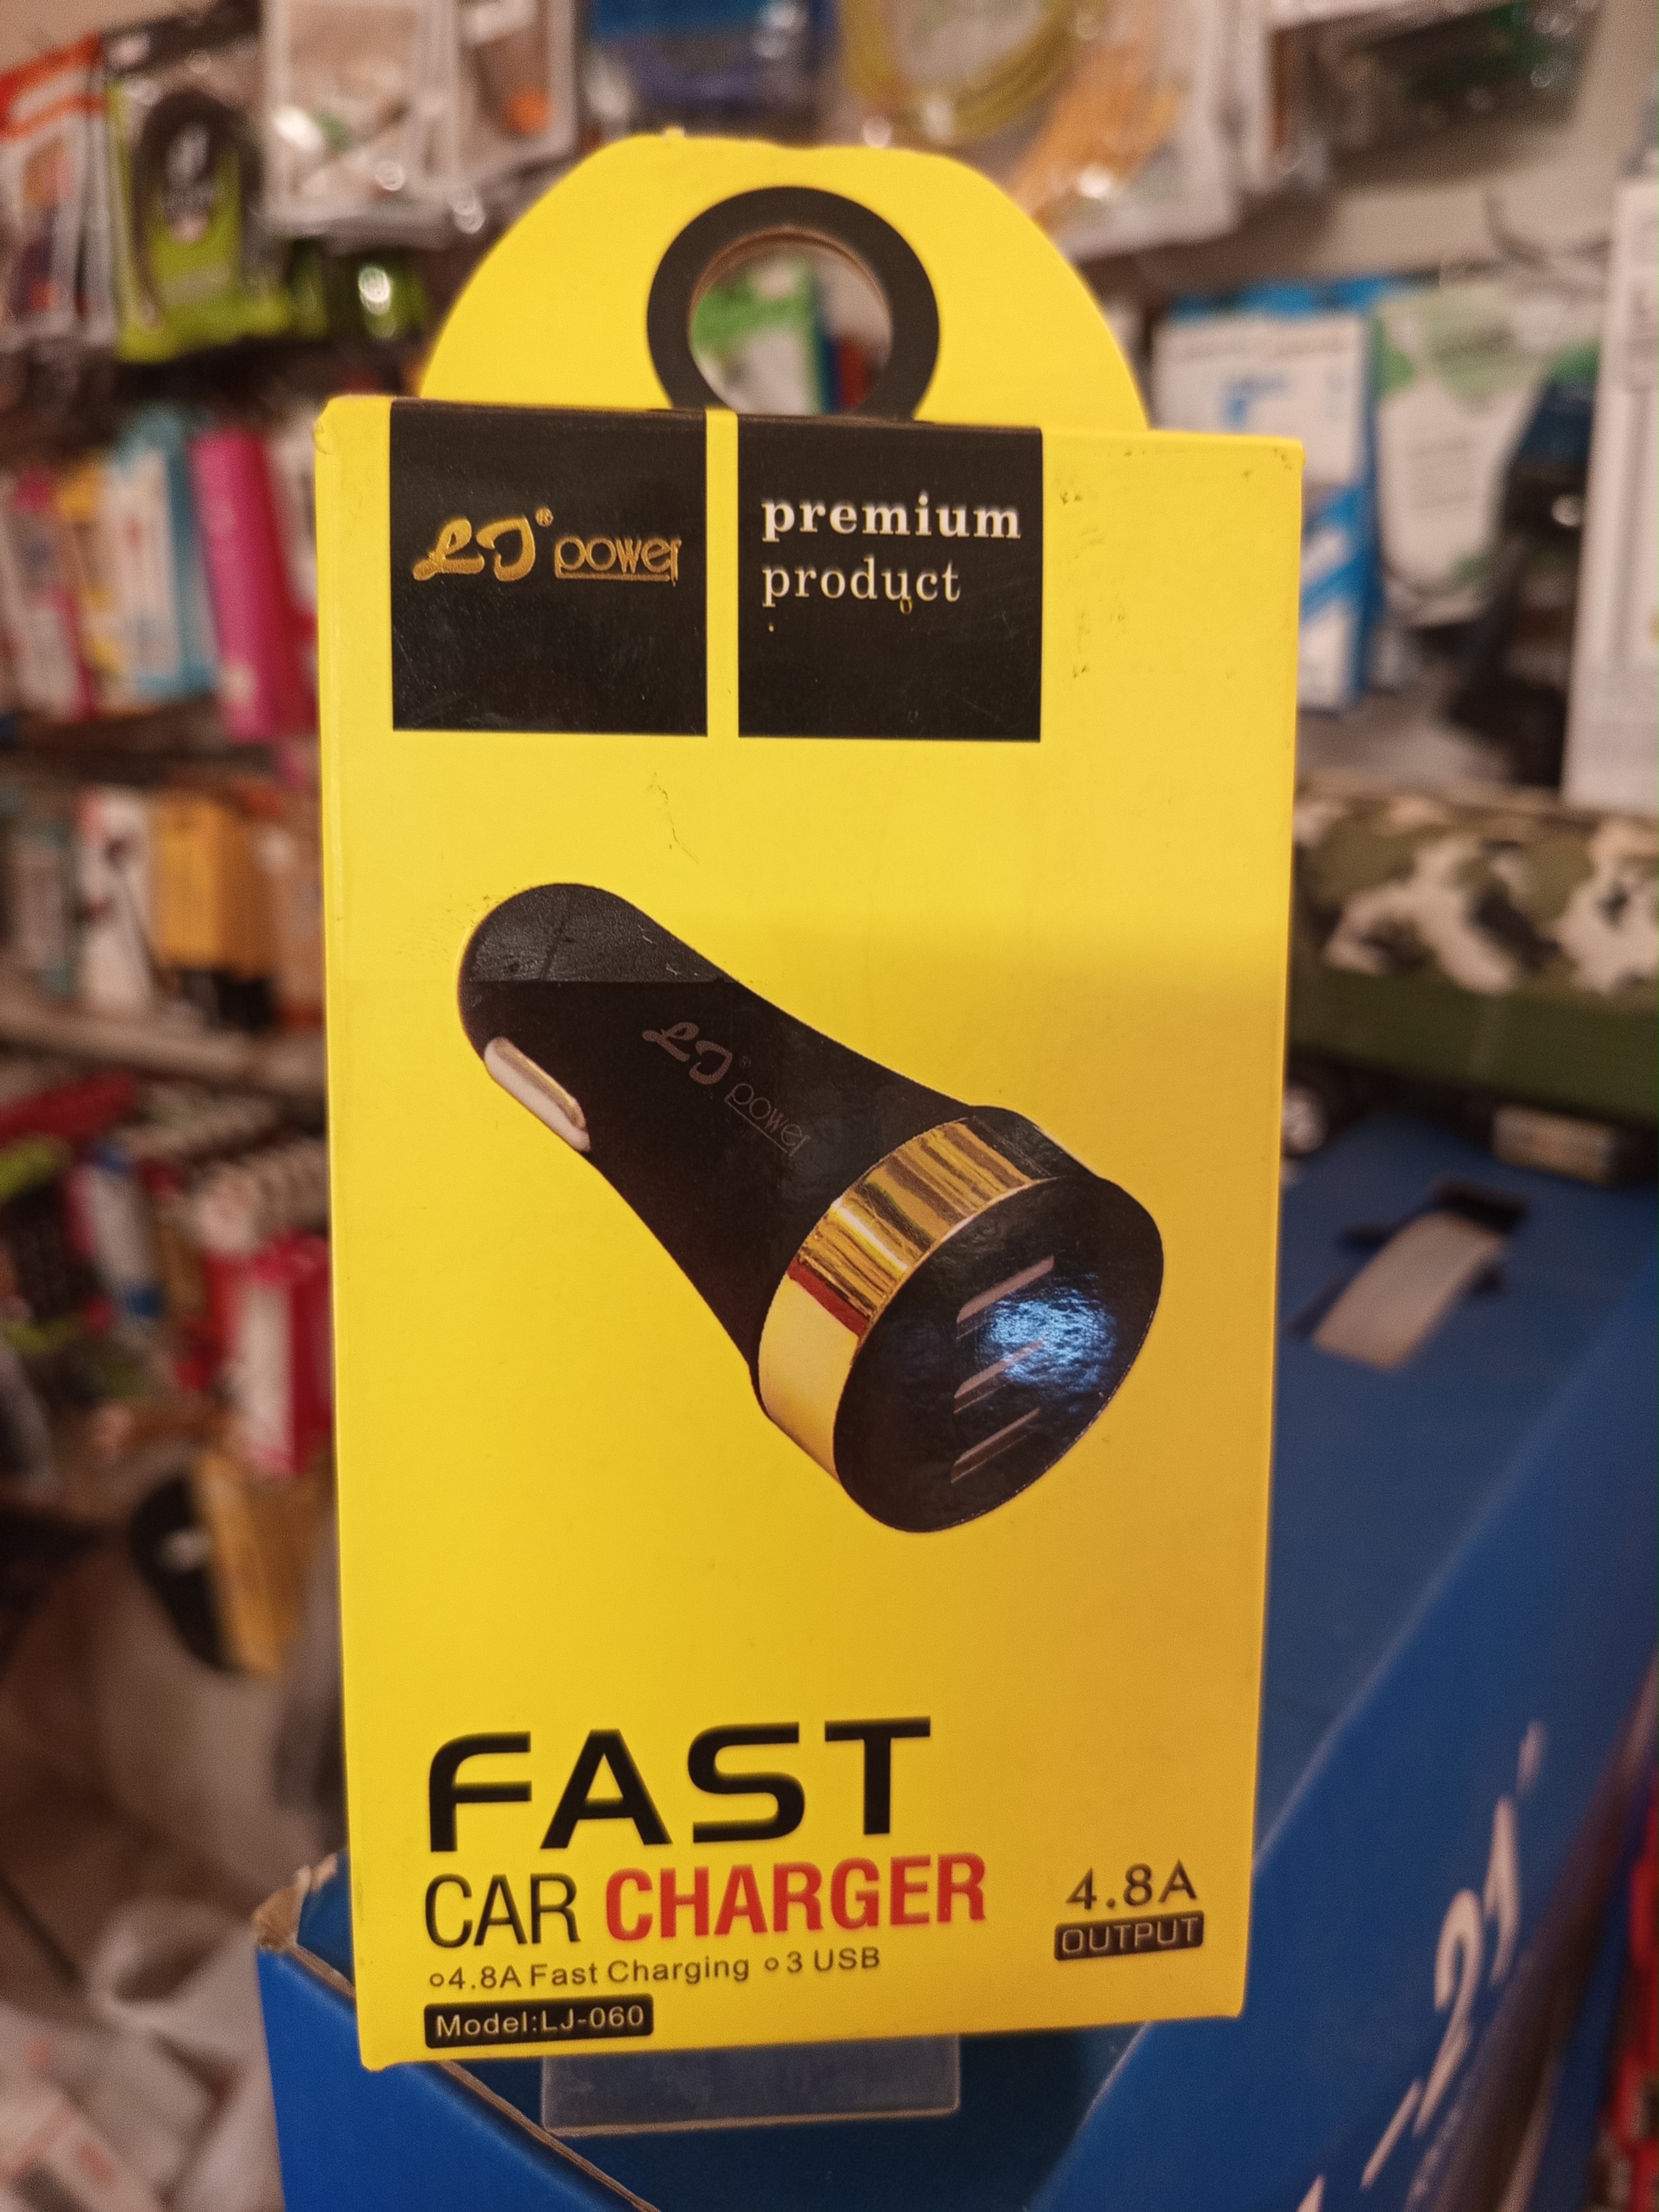 LJ® power
premium
product
LJ® power
FAST
CAR CHARGER
4.8A
OUTPUT
○4.8A Fast Charging ○3 USB
Model:LJ-060